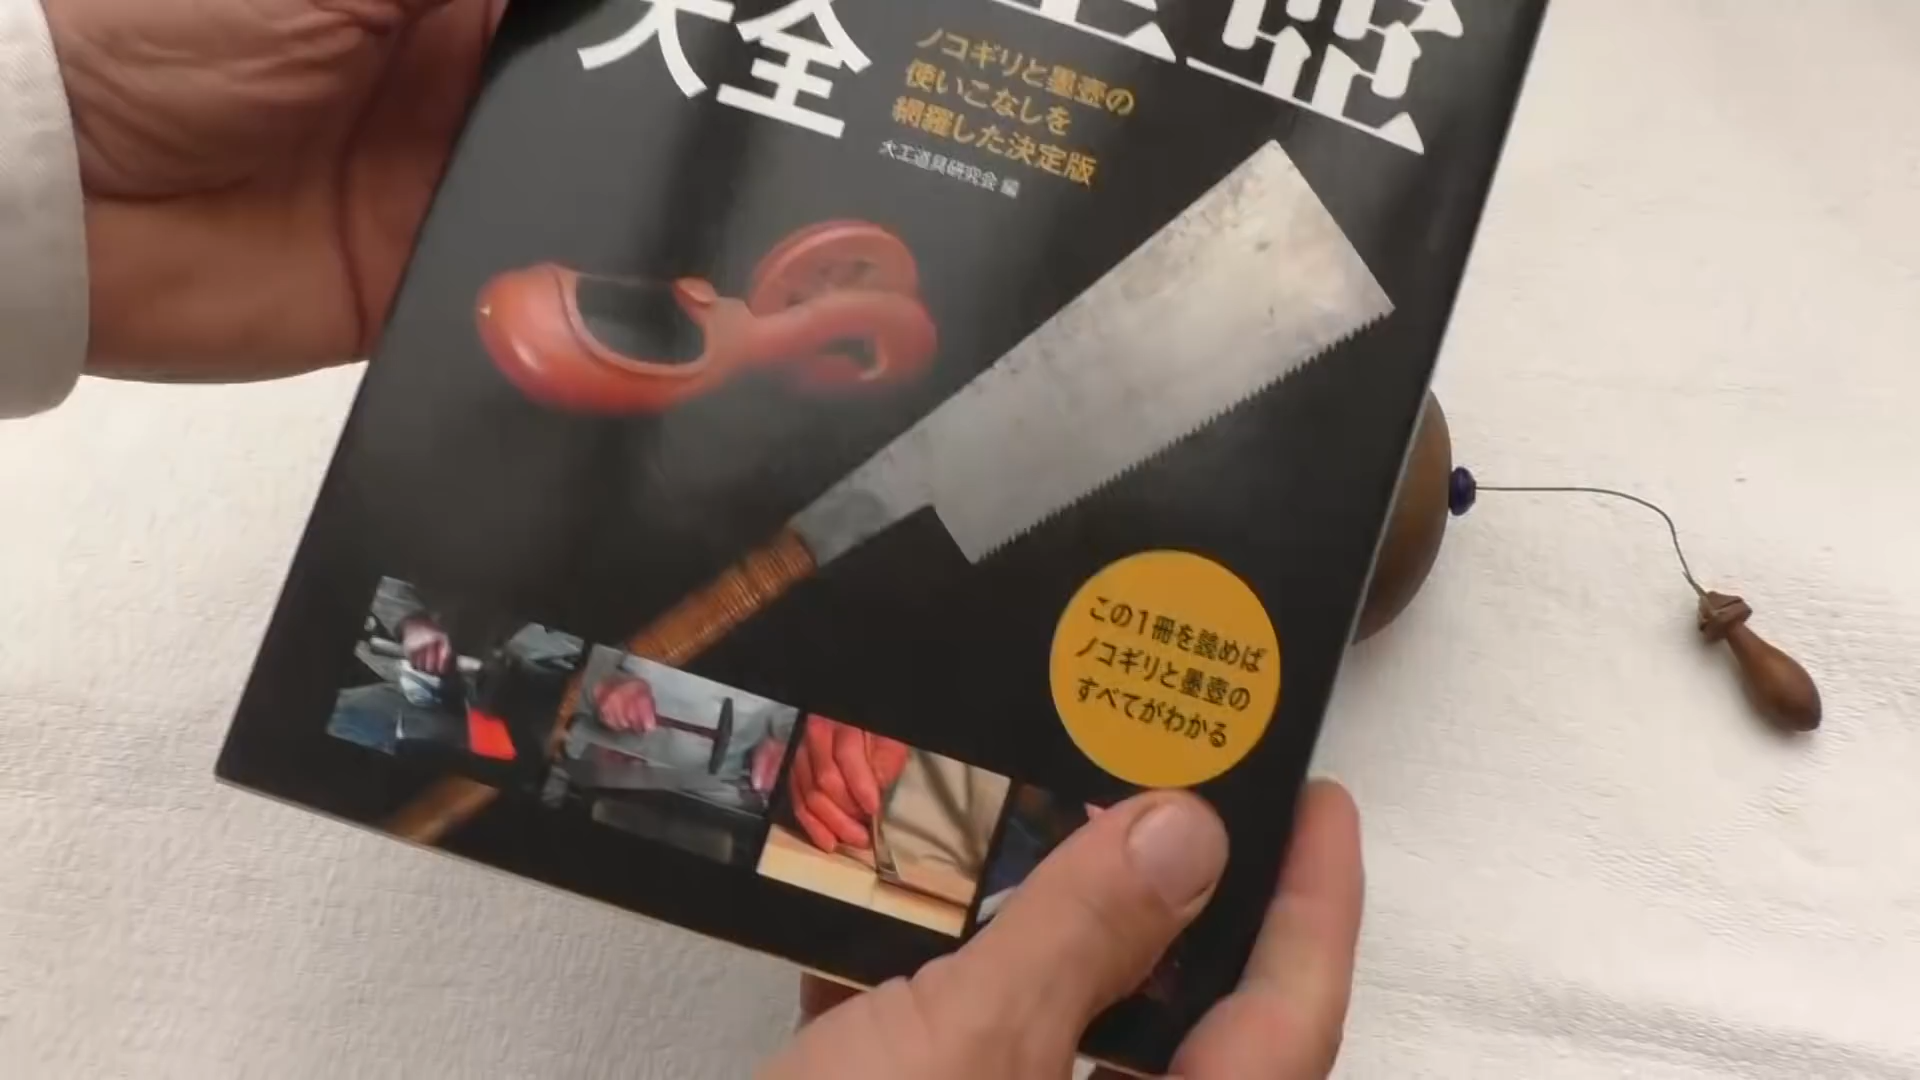 大全
ノコギリと墨壺の
使いこなしを
網羅した決定版
大工道具研究会 編
この1冊を読めば
ノコギリと墨壺の
すべてがわかる